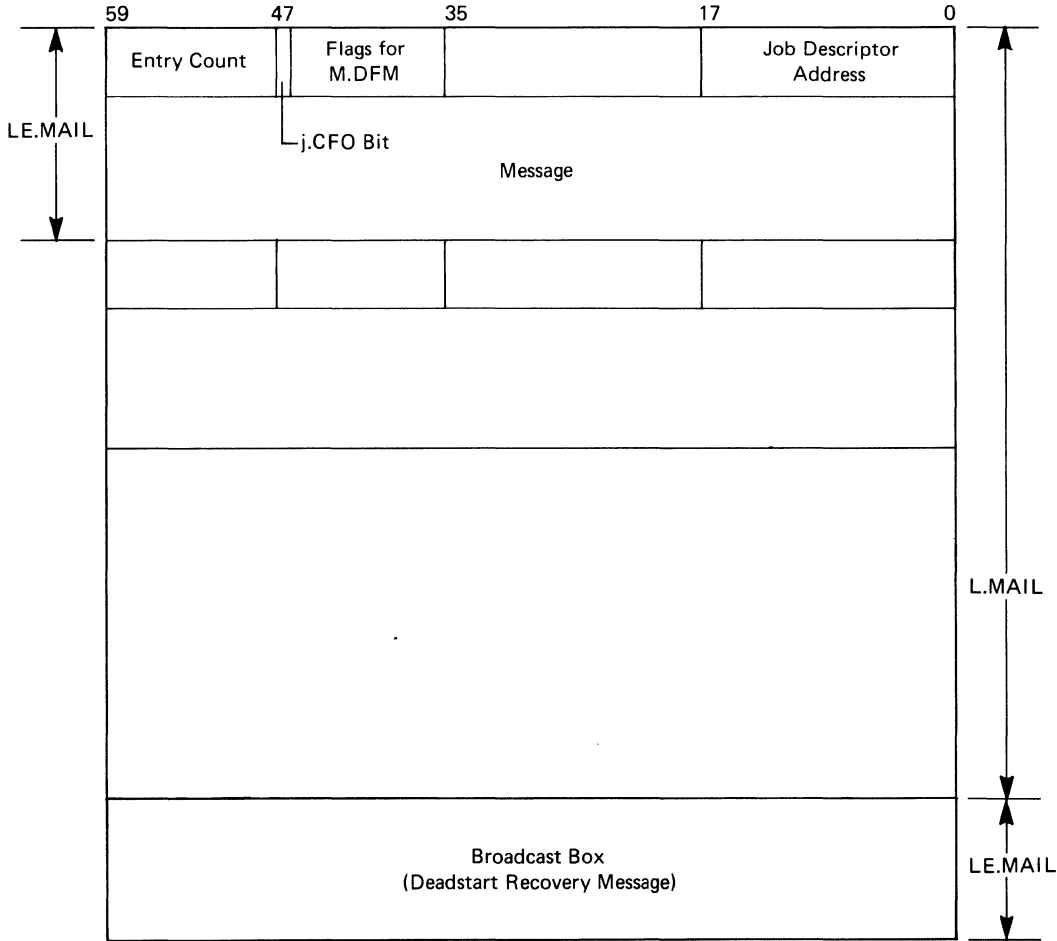 59 47 35 17 0
Entry Count
Flags for
M.DFM
Job Descriptor
Address
LE.MAIL
j.CFO Bit
Message
L.MAIL
Broadcast Box
(Deadstart Recovery Message)
LE.MAIL